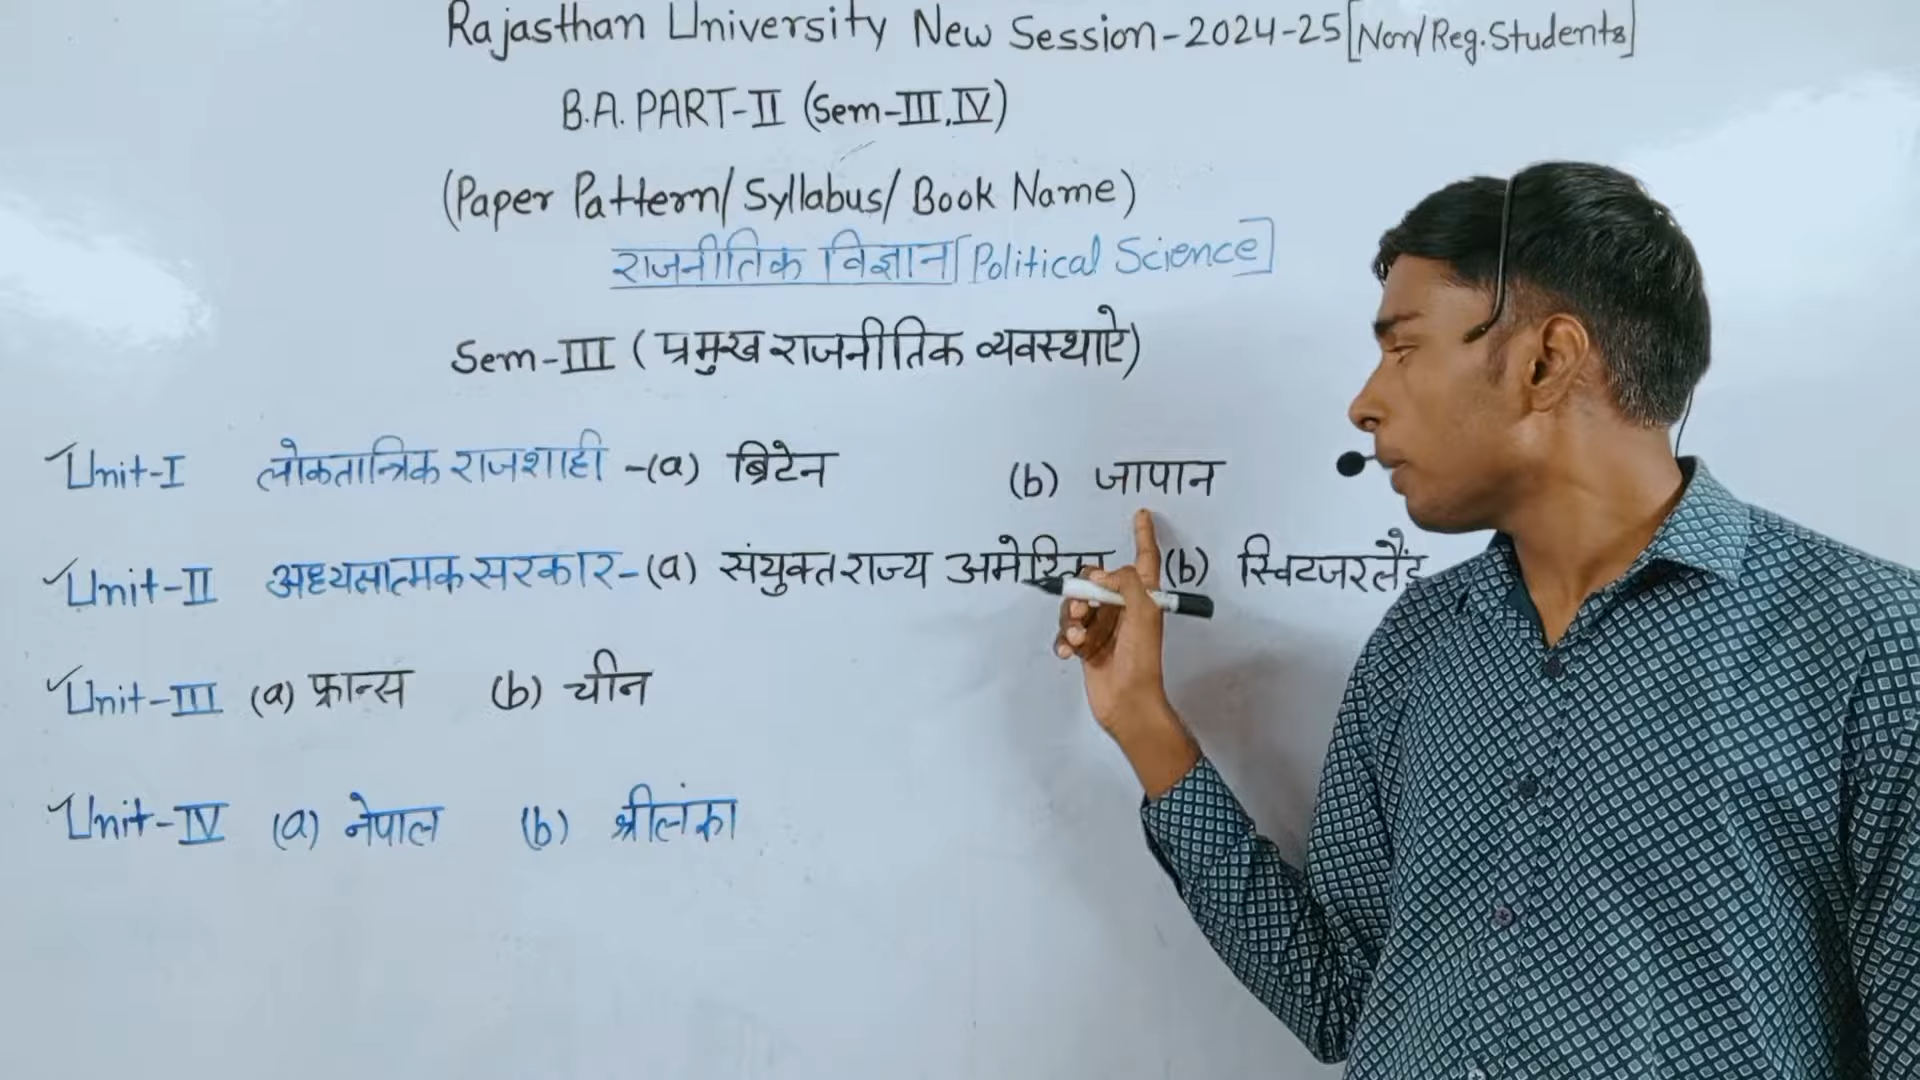 Rajasthan University New Session-2024-25[Non/Reg.Students]
B.A. PART-II (Sem-III,IV)
(Paper Pattern/ Syllabus/ Book Name)
राजनीतिक विज्ञान [Political Science]
Sem-III ( प्रमुख राजनीतिक व्यवस्थाऐ)
Unit-I लोकतान्त्रिक राजशाही -(a) ब्रिटेन (b) जापान
Unit-II अध्यक्षात्मक सरकार-(a) संयुक्त राज्य अमेरिका (b) स्विटजरलैंड
Unit-III (a) फ्रान्स (b) चीन
Unit-IV (a) नेपाल (b) श्रीलंका